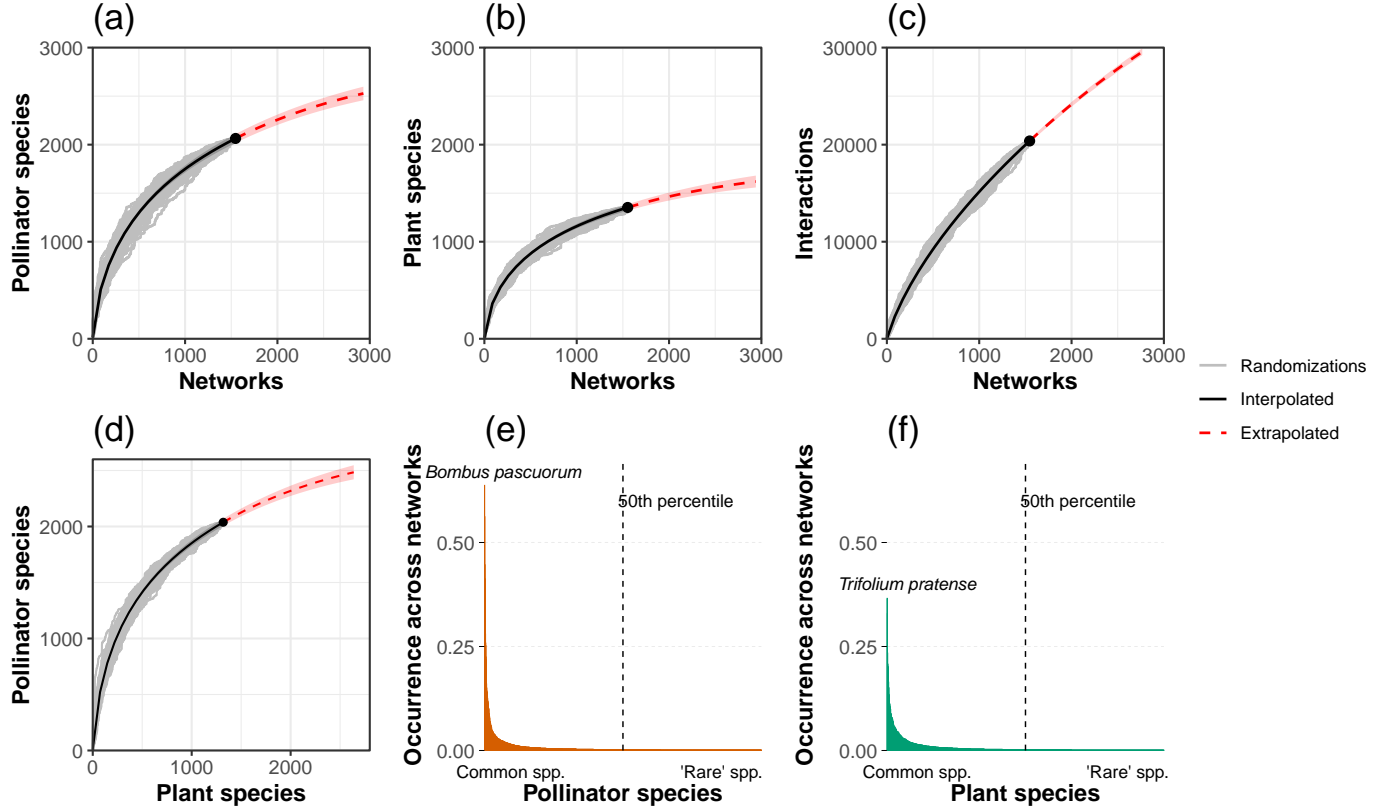 (a)
3000
2000
1000
0
0 1000 2000 3000
Pollinator species
Networks
(b)
3000
2000
1000
0
0 1000 2000 3000
Plant species
Networks
(c)
30000
20000
10000
0
0 1000 2000 3000
Interactions
Networks
Randomizations
Interpolated
Extrapolated
(d)
2000
1000
0
0 1000 2000
Pollinator species
Plant species
(e)
Bombus pascuorum
50th percentile
0.50
0.25
0.00
Occurrence across networks
Common spp. 'Rare' spp.
Pollinator species
(f)
50th percentile
0.50
Trifolium pratense
0.25
0.00
Occurrence across networks
Common spp. 'Rare' spp.
Plant species